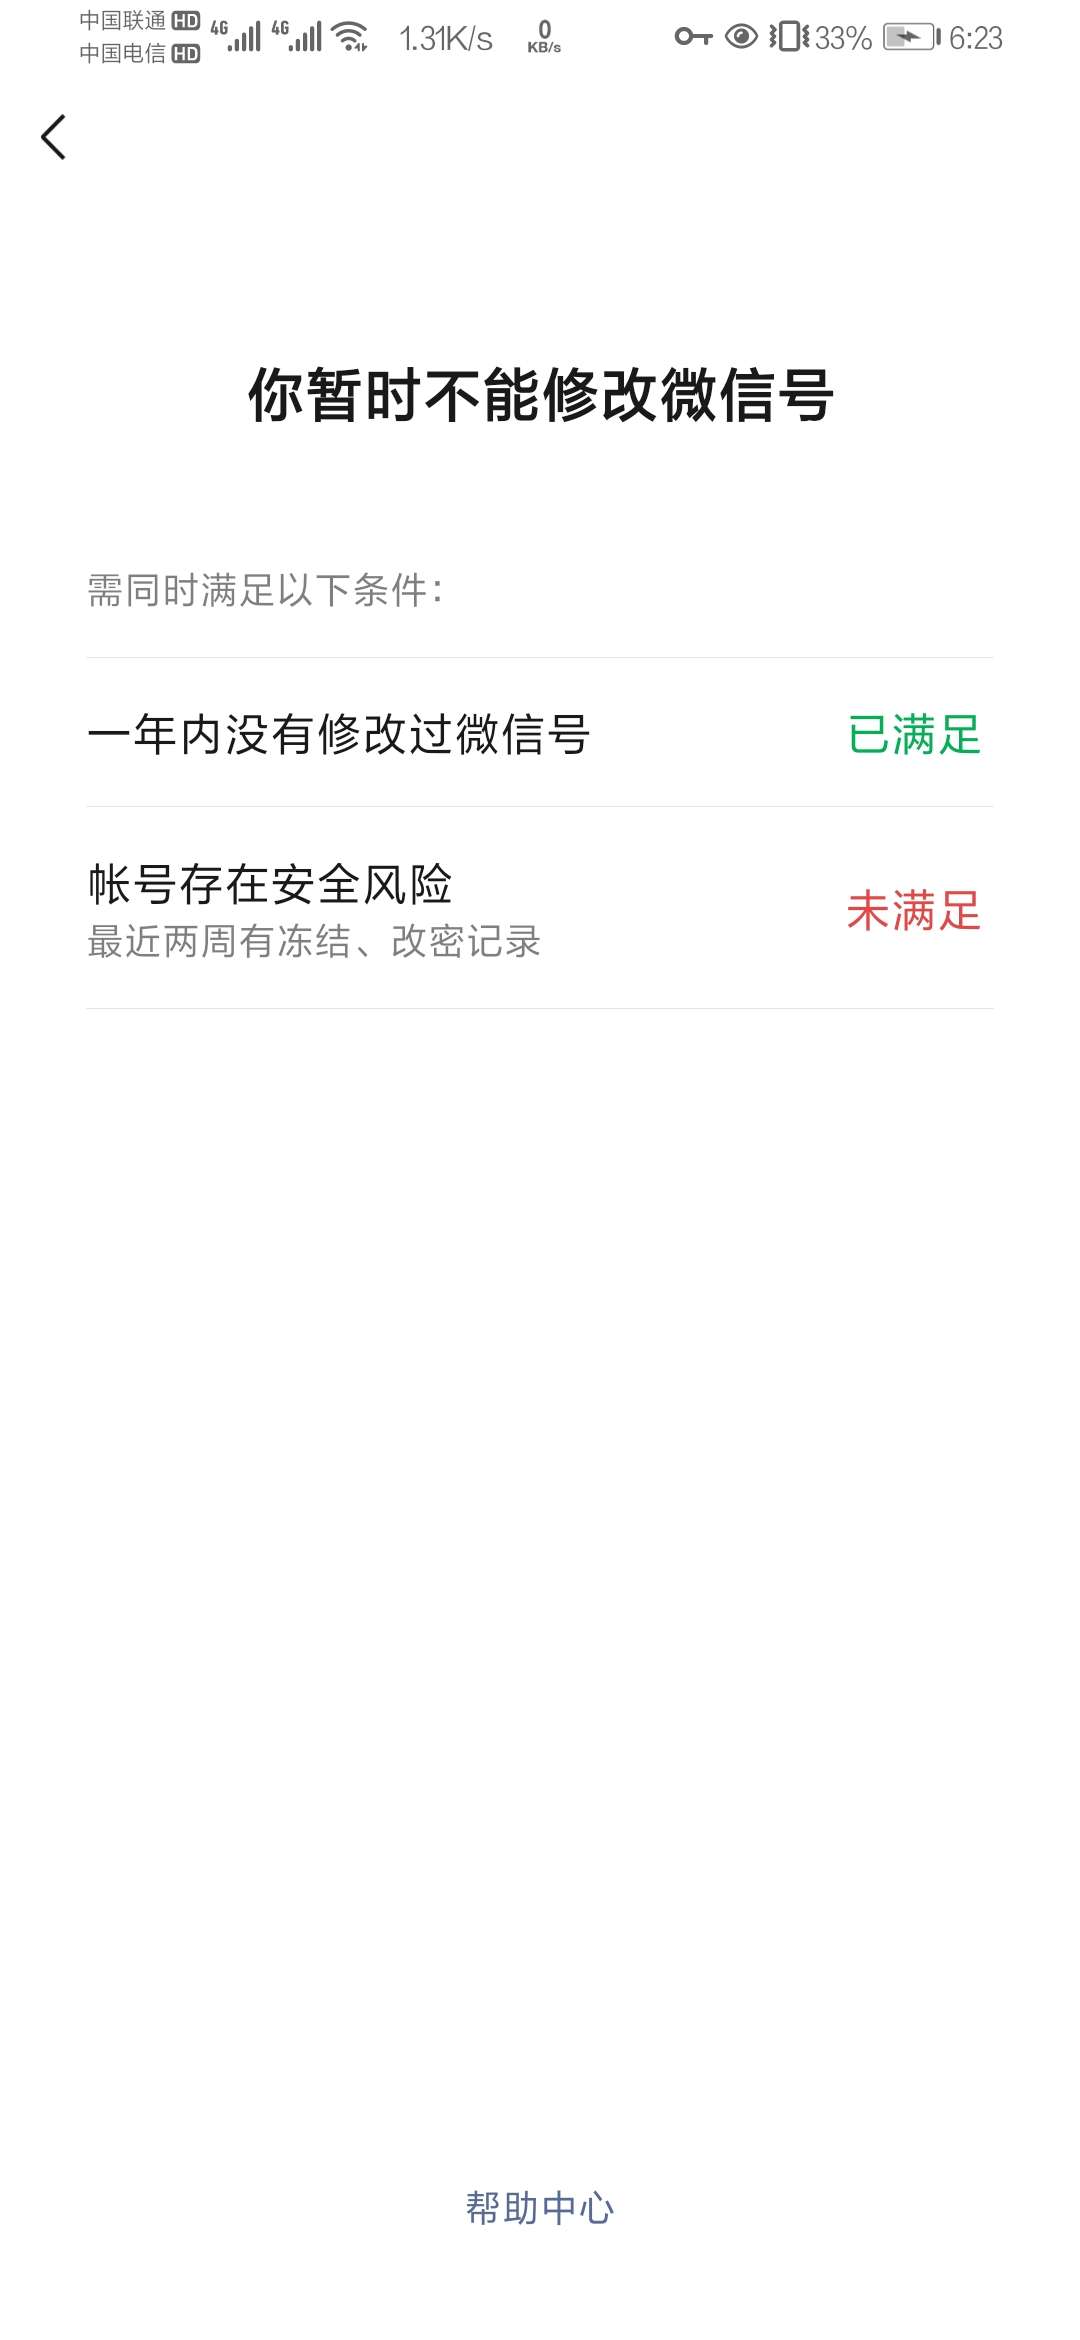 中国联通 HD 4G 4G 1.31K/s 0 KB/s 33% 6:23
中国电信 HD
你暂时不能修改微信号
需同时满足以下条件：
一年内没有修改过微信号 已满足
帐号存在安全风险 未满足
最近两周有冻结、改密记录
帮助中心